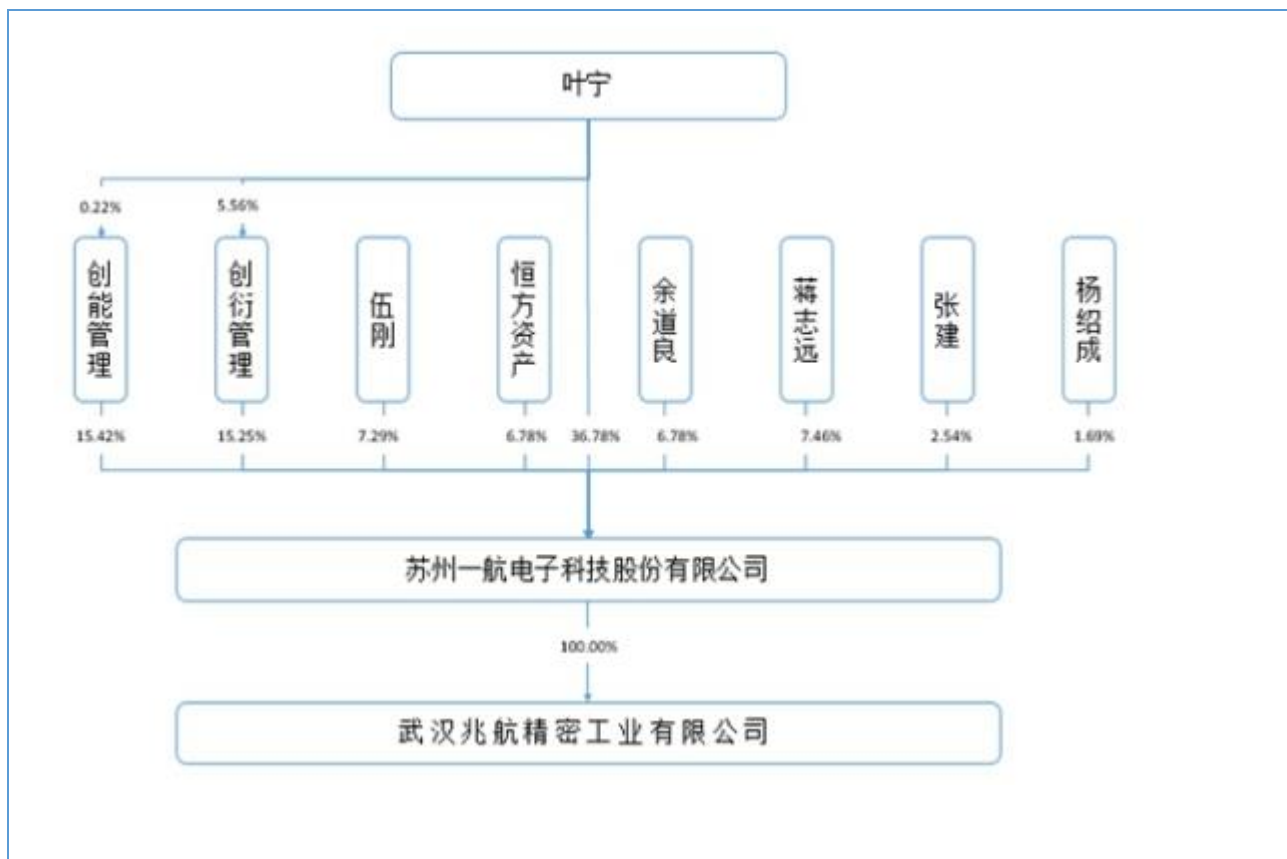 叶宁
0.22%
5.56%
创能管理
创衍管理
伍刚
恒方资产
余道良
蒋志远
张建
杨绍成
15.42%
15.25%
7.29%
6.78%
36.78%
6.78%
7.46%
2.54%
1.69%
苏州一航电子科技股份有限公司
100.00%
武汉兆航精密工业有限公司